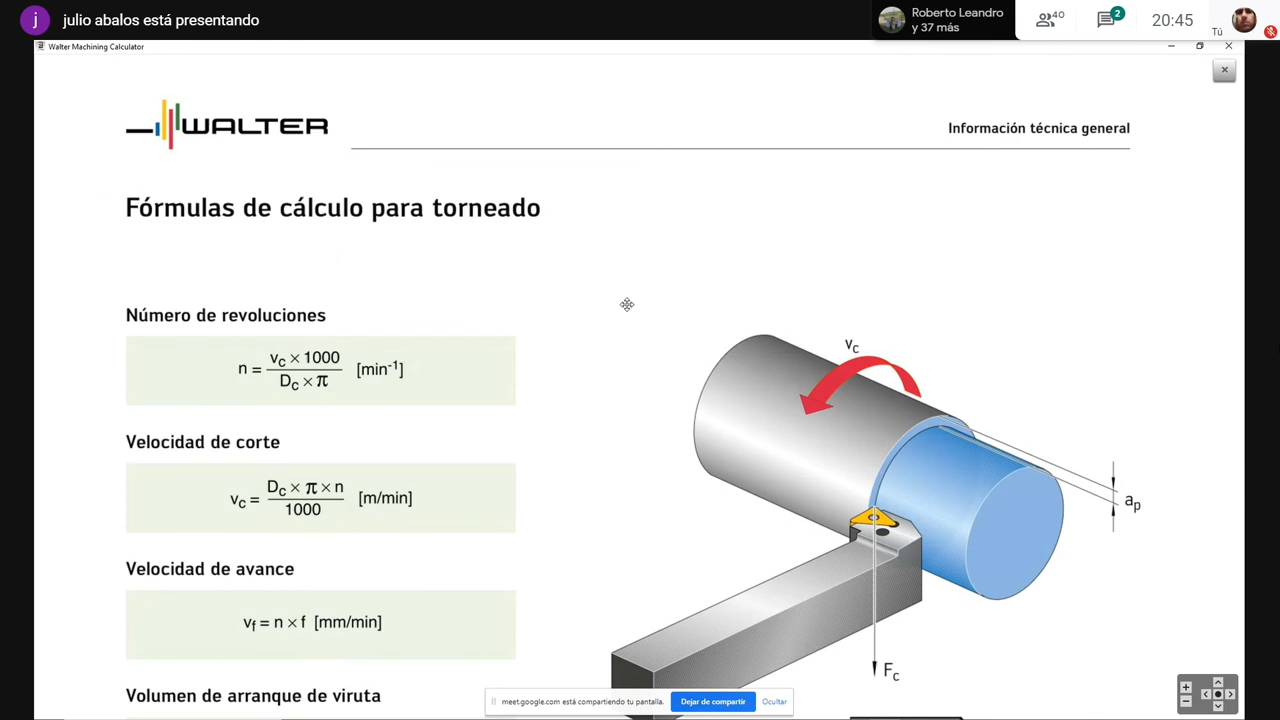 j julio abalos está presentando
Roberto Leandro
y 37 más
40
2
20:45
Tú
Walter Machining Calculator
WALTER
Información técnica general
Fórmulas de cálculo para torneado
Número de revoluciones
n = vc × 1000 / Dc × π [min-1]
Velocidad de corte
vc = Dc × π × n / 1000 [m/min]
Velocidad de avance
vf = n × f [mm/min]
Volumen de arranque de viruta
vc
ap
Fc
meet.google.com está compartiendo tu pantalla.
Dejar de compartir
Ocultar